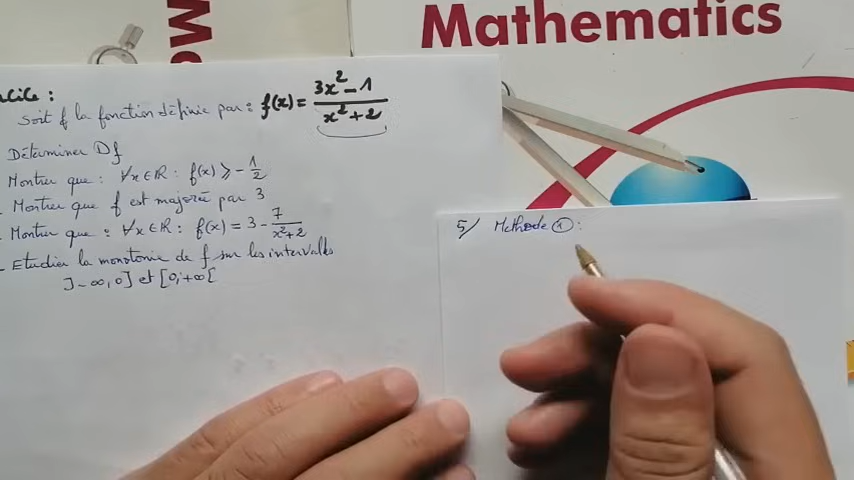 Mathematics
ow
cice :
soit f la fonction définie par : f(x) = (3x² - 1)/(x² + 2)
Déterminer Df
Montrer que : ∀x∈ℝ : f(x) ⩾ -1/2
. Montrer que f est majorée par 3
. Montrer que : ∀x∈ℝ : f(x) = 3 - 7/(x²+2)
- Etudier la monotonie de f sur les intervalles
]-∞,0] et [0,+∞[
5/ Methode ① :